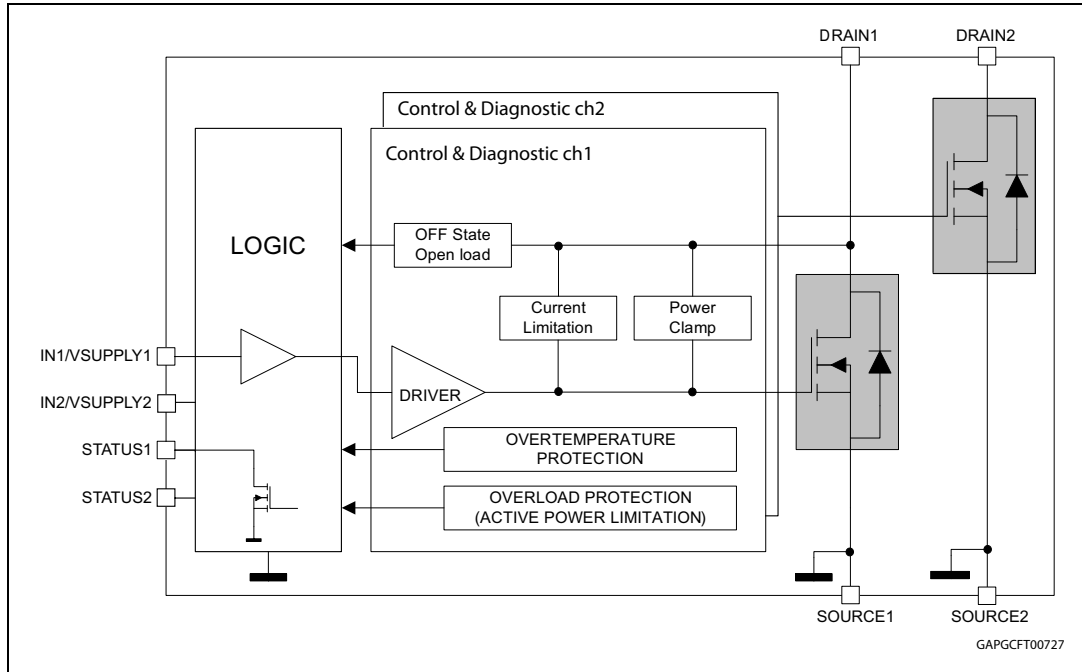 DRAIN1
DRAIN2
Control & Diagnostic ch2
Control & Diagnostic ch1
LOGIC
OFF State
Open load
Current
Limitation
Power
Clamp
IN1/VSUPPLY1
DRIVER
IN2/VSUPPLY2
STATUS1
OVERTEMPERATURE
PROTECTION
STATUS2
OVERLOAD PROTECTION
(ACTIVE POWER LIMITATION)
SOURCE1
SOURCE2
GAPGCFT00727